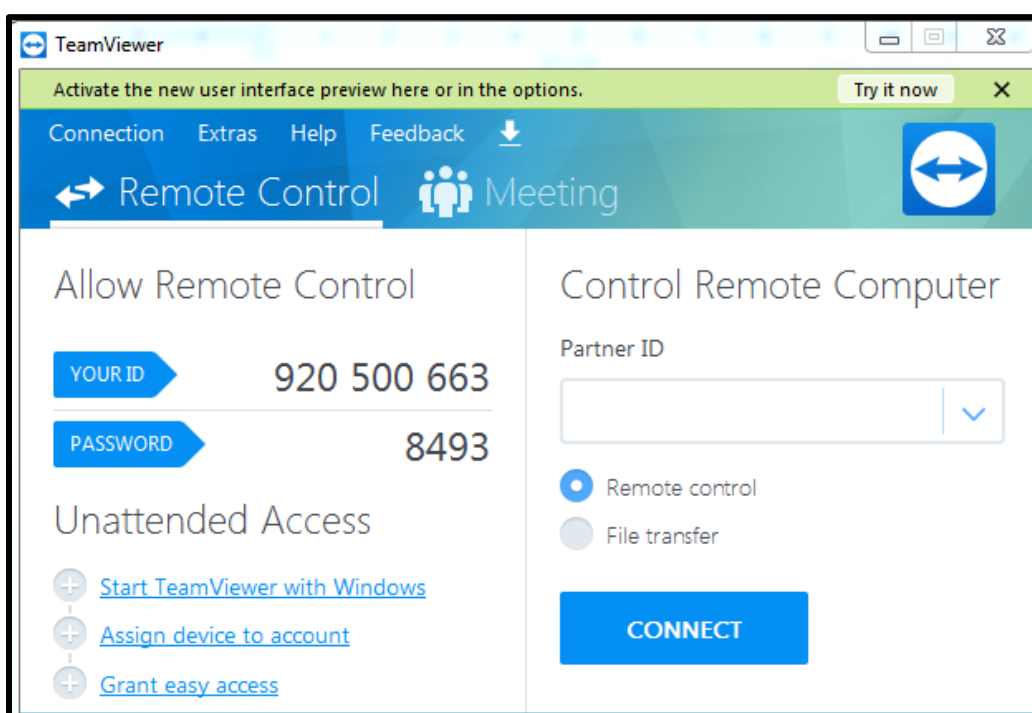 TeamViewer
Activate the new user interface preview here or in the options.
Try it now
Connection Extras Help Feedback
Remote Control Meeting
Allow Remote Control
YOUR ID 920 500 663
PASSWORD 8493
Unattended Access
Start TeamViewer with Windows
Assign device to account
Grant easy access
Control Remote Computer
Partner ID
Remote control
File transfer
CONNECT